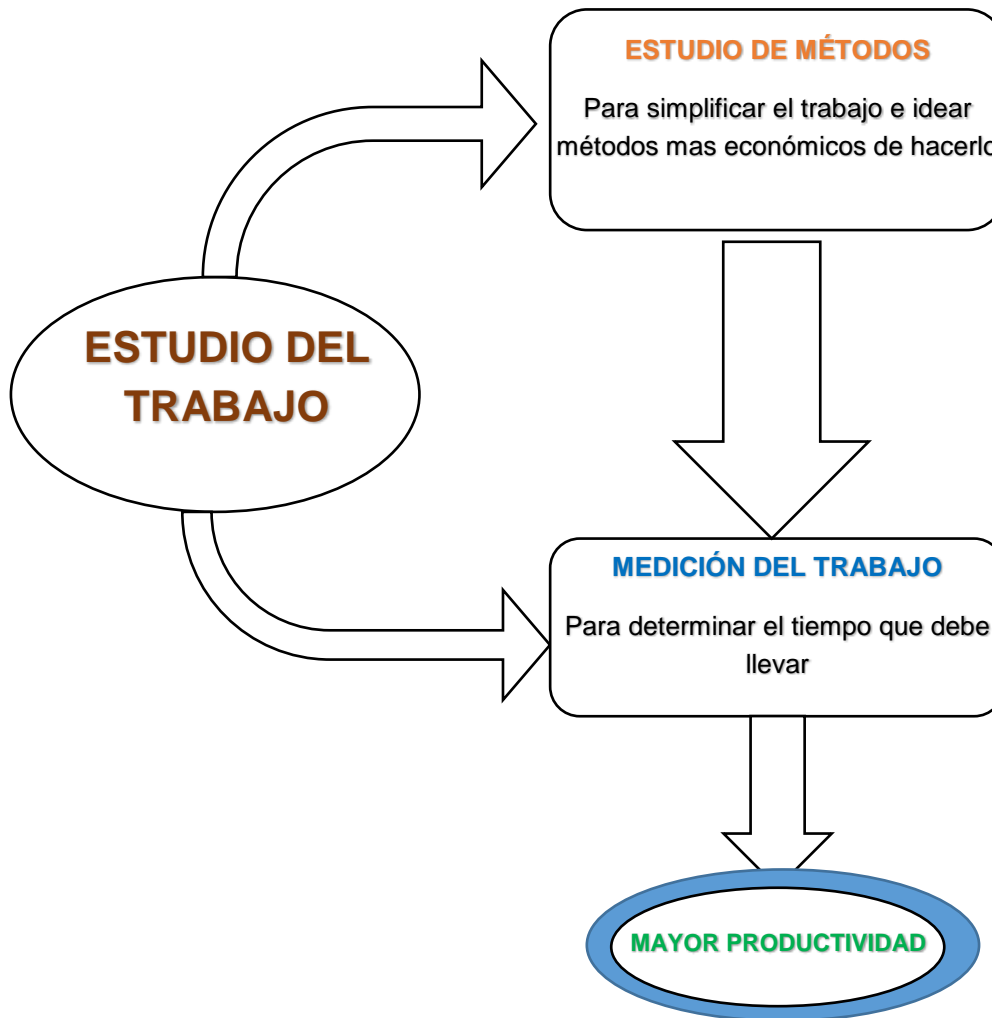 ESTUDIO DE MÉTODOS
Para simplificar el trabajo e idear
métodos mas económicos de hacerlo
ESTUDIO DEL
TRABAJO
MEDICIÓN DEL TRABAJO
Para determinar el tiempo que debe
llevar
MAYOR PRODUCTIVIDAD